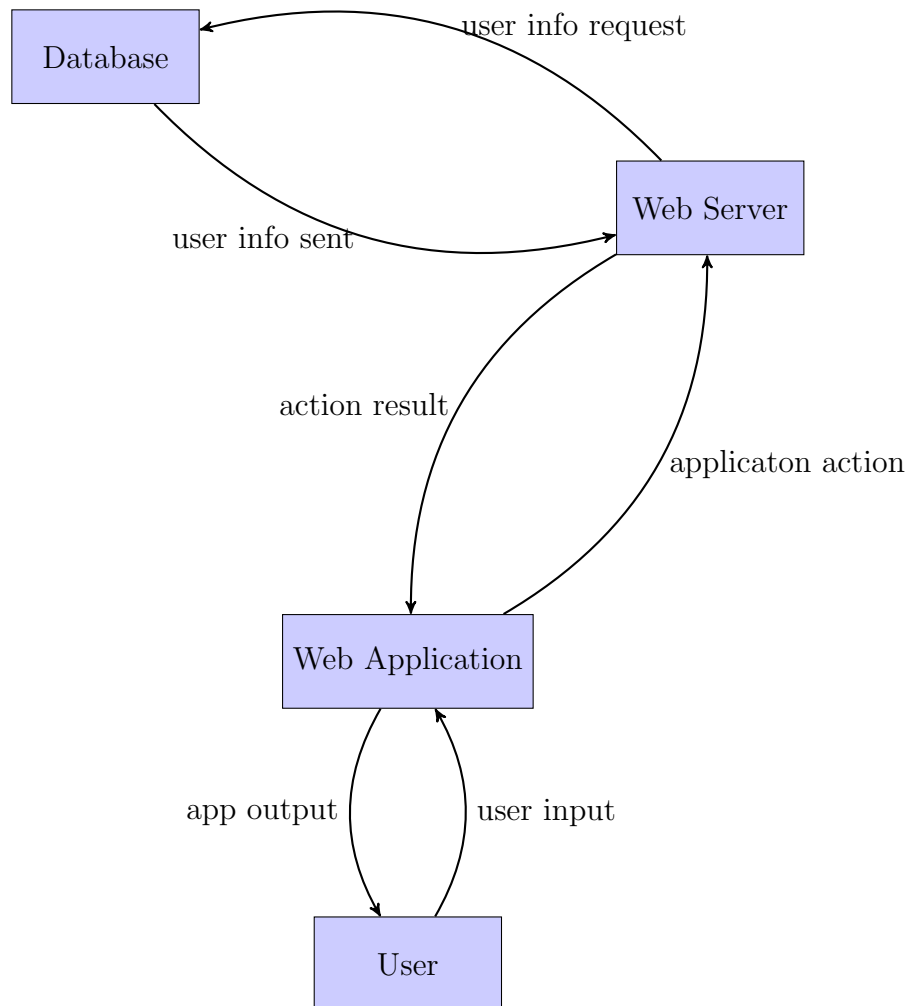 user info request
Database
Web Server
user info sent
action result
applicaton action
Web Application
app output
user input
User